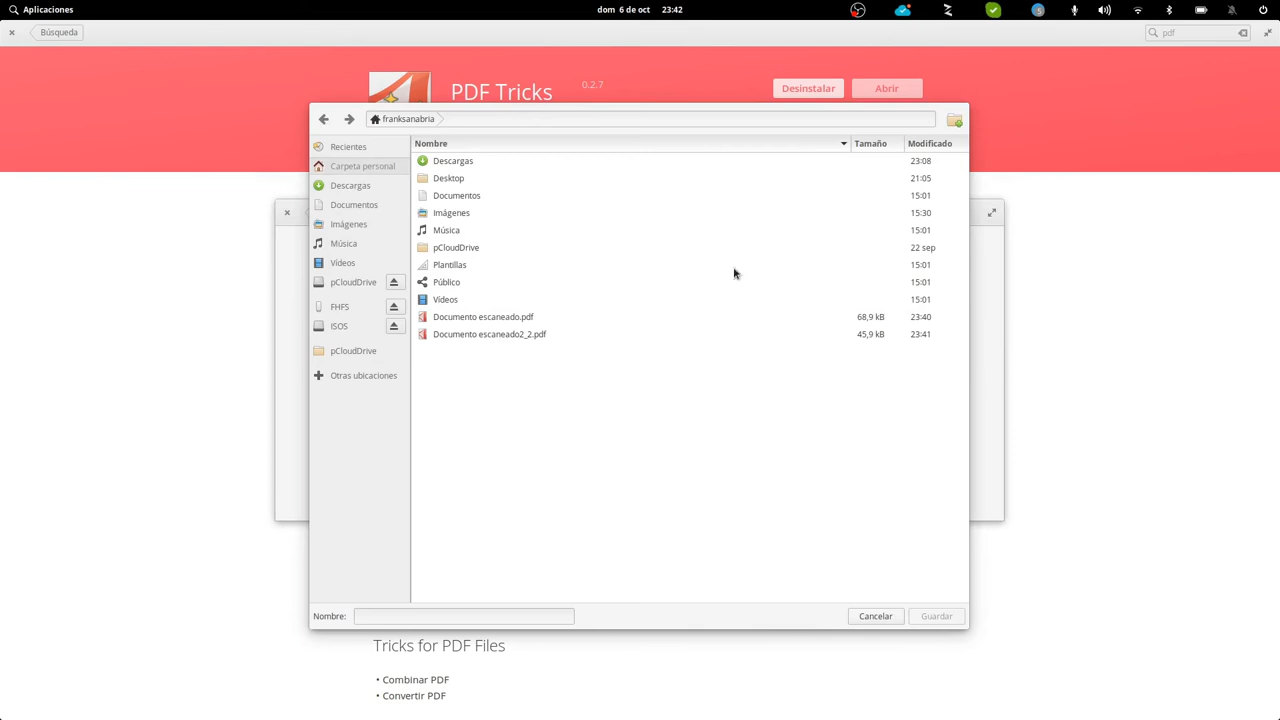 Aplicaciones
dom 6 de oct 23:42
Búsqueda
pdf
PDF Tricks 0.2.7
Desinstalar
Abrir
franksanabria
Recientes
Carpeta personal
Descargas
Documentos
Imágenes
Música
Vídeos
pCloudDrive
FHFS
ISOS
pCloudDrive
Otras ubicaciones
Nombre Tamaño Modificado
Descargas 23:08
Desktop 21:05
Documentos 15:01
Imágenes 15:30
Música 15:01
pCloudDrive 22 sep
Plantillas 15:01
Público 15:01
Vídeos 15:01
Documento escaneado.pdf 68,9 kB 23:40
Documento escaneado2_2.pdf 45,9 kB 23:41
Nombre:
Cancelar
Guardar
Tricks for PDF Files
• Combinar PDF
• Convertir PDF